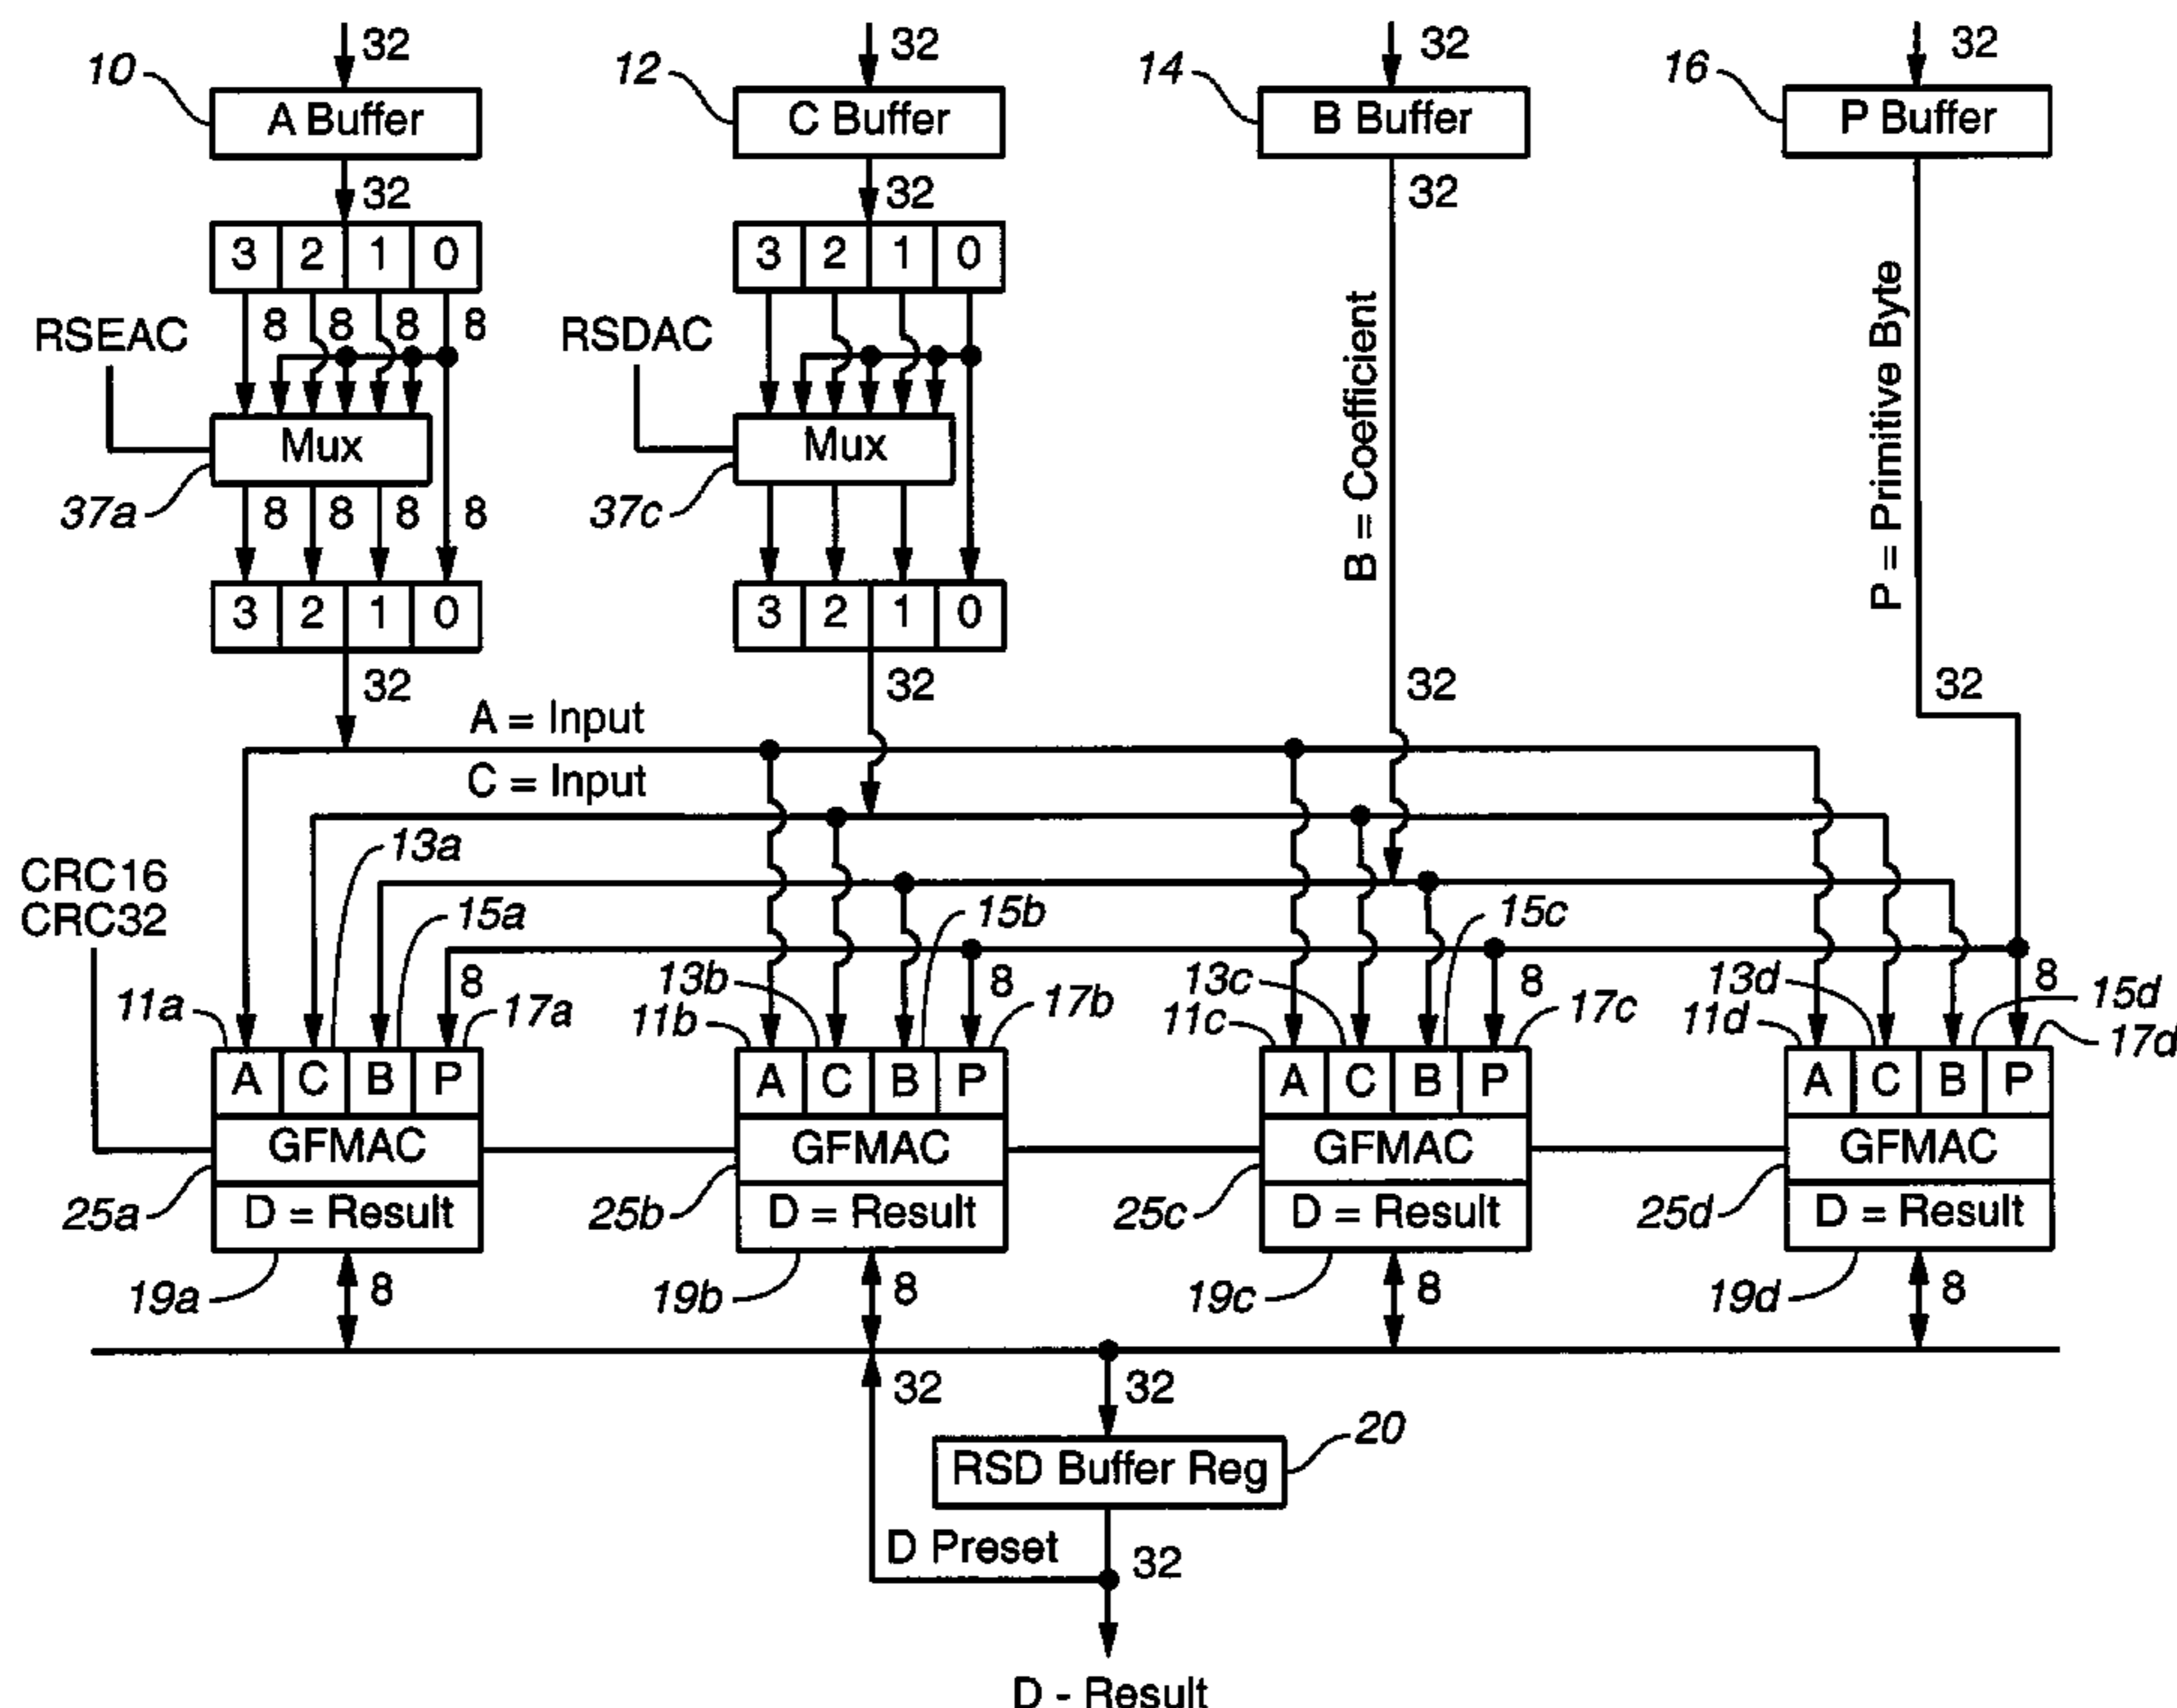 32 32 32 32
10 12 14 16
A Buffer C Buffer B Buffer P Buffer
32 32 32
3 2 1 0 3 2 1 0
RSEAC 8 8 8 8 RSDAC
Mux Mux
37a 8 8 8 8 37c
B = Coefficient
P = Primitive Byte
3 2 1 0 3 2 1 0
32 32 32 32
A = Input
C = Input
13a
CRC16
CRC32
15a 15b 15c
8 13b 8 13c 8 13d 8 15d
11a 17a 11b 17b 11c 17c 11d 17d
A C B P A C B P A C B P A C B P
GFMAC GFMAC GFMAC GFMAC
25a D = Result 25b D = Result 25c D = Result 25d D = Result
19a 8 19b 8 19c 8 19d 8
32 32
20
RSD Buffer Reg
D Preset 32
D - Result